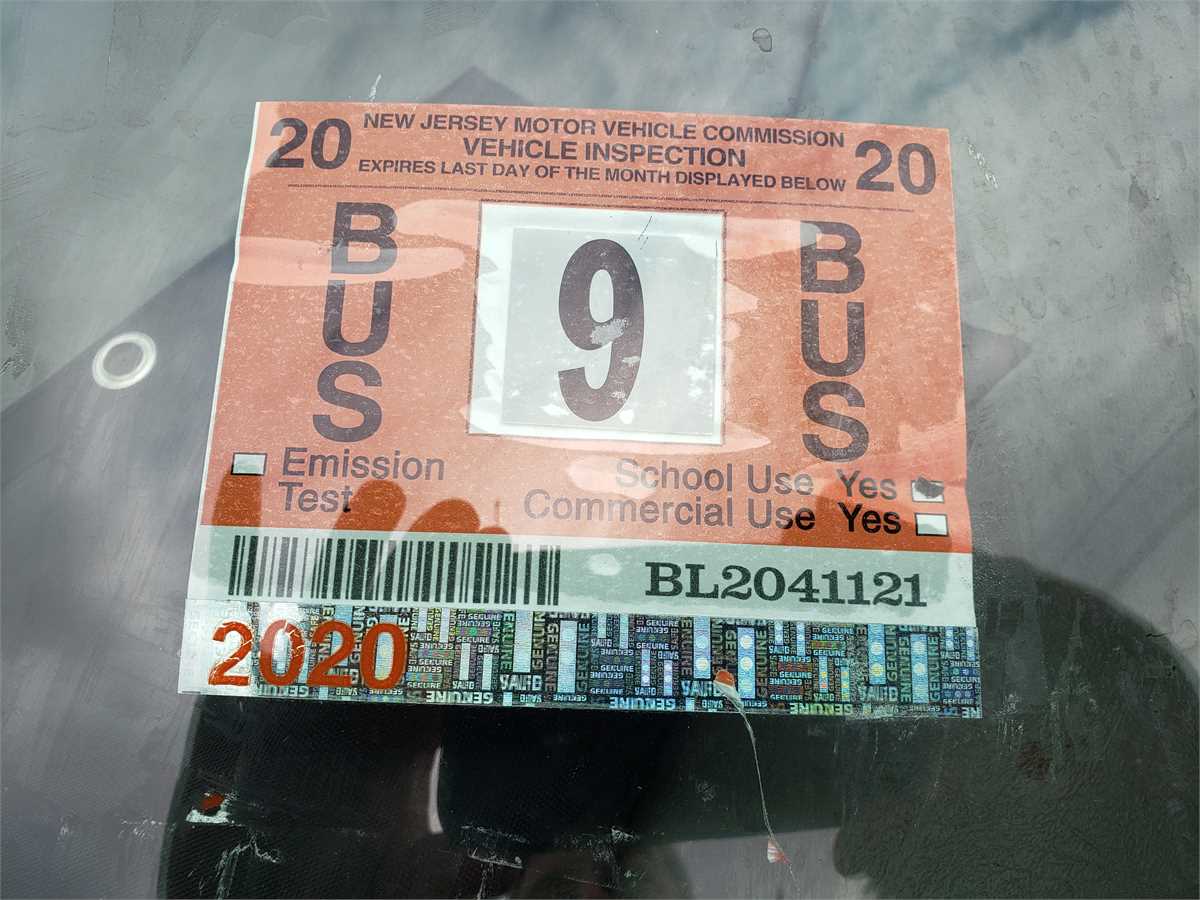 20 NEW JERSEY MOTOR VEHICLE COMMISSION 20
VEHICLE INSPECTION
EXPIRES LAST DAY OF THE MONTH DISPLAYED BELOW
BUS 9 BUS
Emission
Test
School Use Yes
Commercial Use Yes
BL2041121
2020
GENUINE